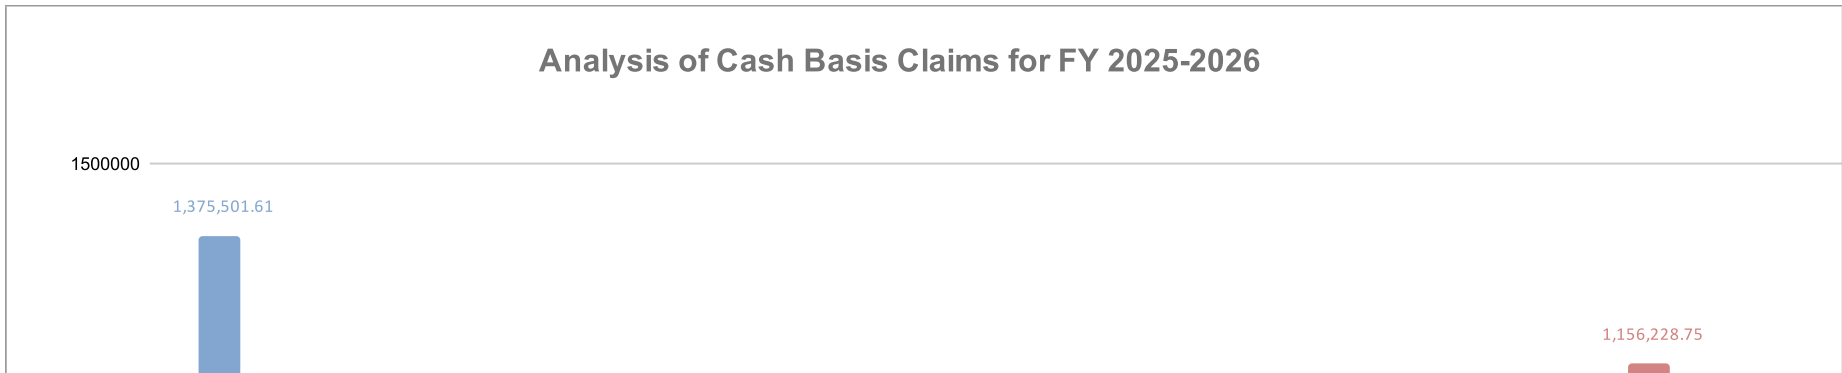 Analysis of Cash Basis Claims for FY 2025-2026
1500000
1,375,501.61
1,156,228.75